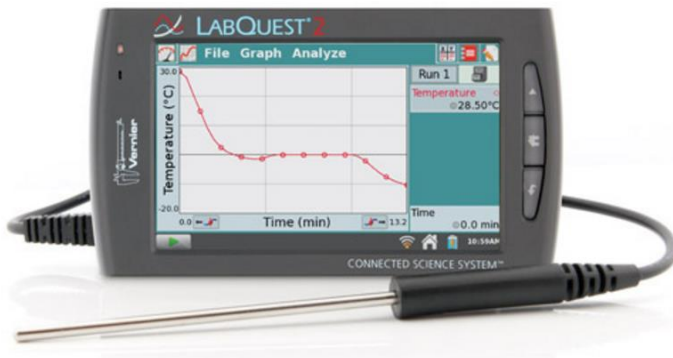 LABQUEST® 2
File Graph Analyze
Run 1
30.0
Temperature (°C)
-20.0
Temperature
28.50°C
0.0
Time (min)
13.2
Time
0.0 min
10:59AM
Vernier
CONNECTED SCIENCE SYSTEM™